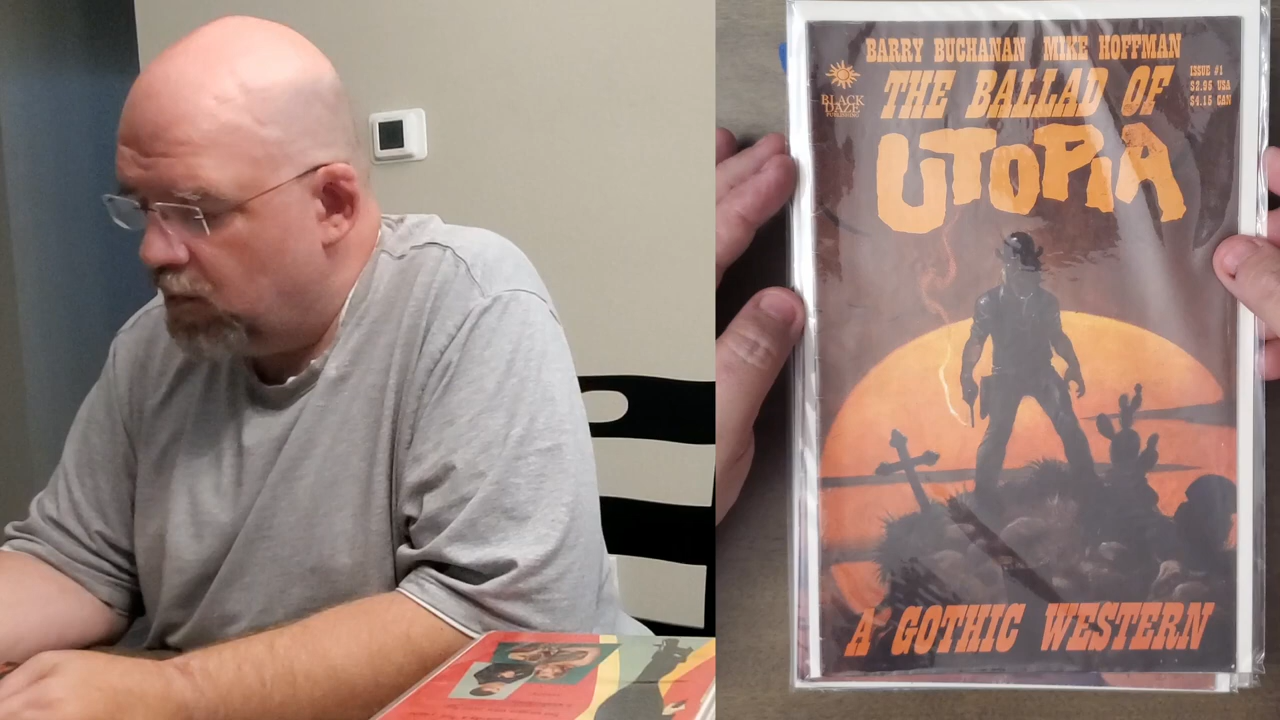 BARRY BUCHANAN MIKE HOFFMAN
THE BALLAD OF
UTOPIA
BLACK
DAZE
PUBLISHING
ISSUE #1
$2.95 USA
$4.15 CAN
A GOTHIC WESTERN